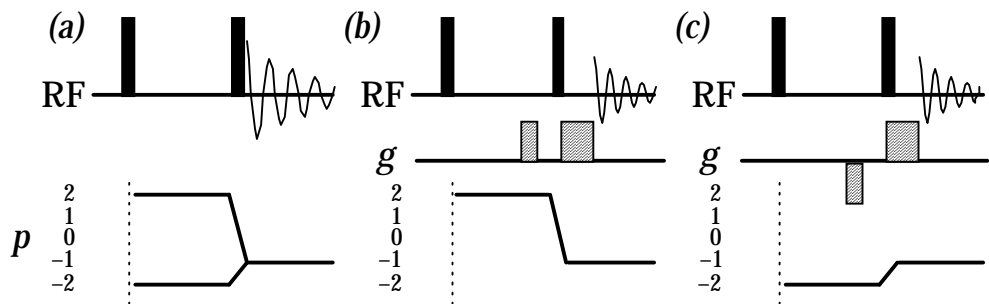 (a) (b) (c)
RF RF RF
g g
2 2 2
1 1 1
p 0 0 0
−1 −1 −1
−2 −2 −2